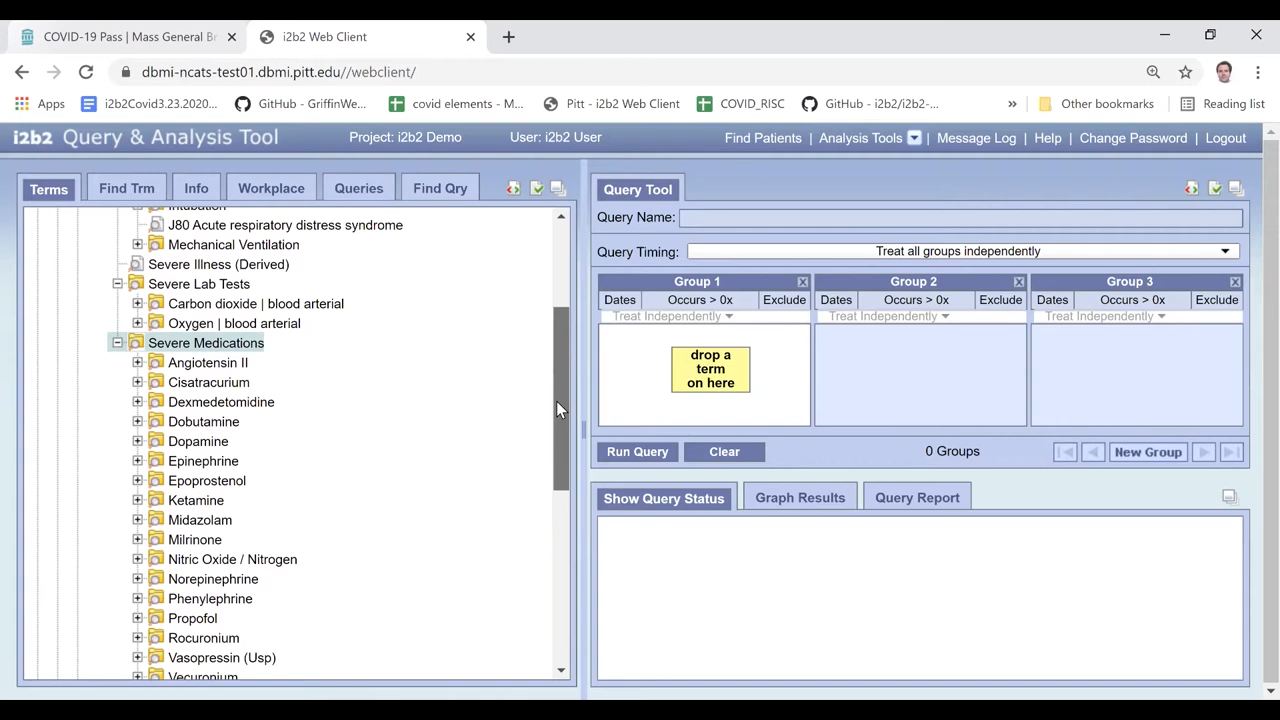 COVID-19 Pass | Mass General Br
i2b2 Web Client
dbmi-ncats-test01.dbmi.pitt.edu//webclient/
Apps
i2b2Covid3.23.2020...
GitHub - GriffinWe...
covid elements - M...
Pitt - i2b2 Web Client
COVID_RISC
GitHub - i2b2/i2b2-...
»
Other bookmarks
Reading list
i2b2 Query & Analysis Tool
Project: i2b2 Demo
User: i2b2 User
Find Patients | Analysis Tools | Message Log | Help | Change Password | Logout
Terms
Find Trm
Info
Workplace
Queries
Find Qry
Intubation
J80 Acute respiratory distress syndrome
Mechanical Ventilation
Severe Illness (Derived)
Severe Lab Tests
Carbon dioxide | blood arterial
Oxygen | blood arterial
Severe Medications
Angiotensin II
Cisatracurium
Dexmedetomidine
Dobutamine
Dopamine
Epinephrine
Epoprostenol
Ketamine
Midazolam
Milrinone
Nitric Oxide / Nitrogen
Norepinephrine
Phenylephrine
Propofol
Rocuronium
Vasopressin (Usp)
Vecuronium
Query Tool
Query Name:
Query Timing:
Treat all groups independently
Group 1
Group 2
Group 3
Dates
Occurs > 0x
Exclude
Dates
Occurs > 0x
Exclude
Dates
Occurs > 0x
Exclude
Treat Independently
Treat Independently
Treat Independently
drop a
term
on here
Run Query
Clear
0 Groups
New Group
Show Query Status
Graph Results
Query Report